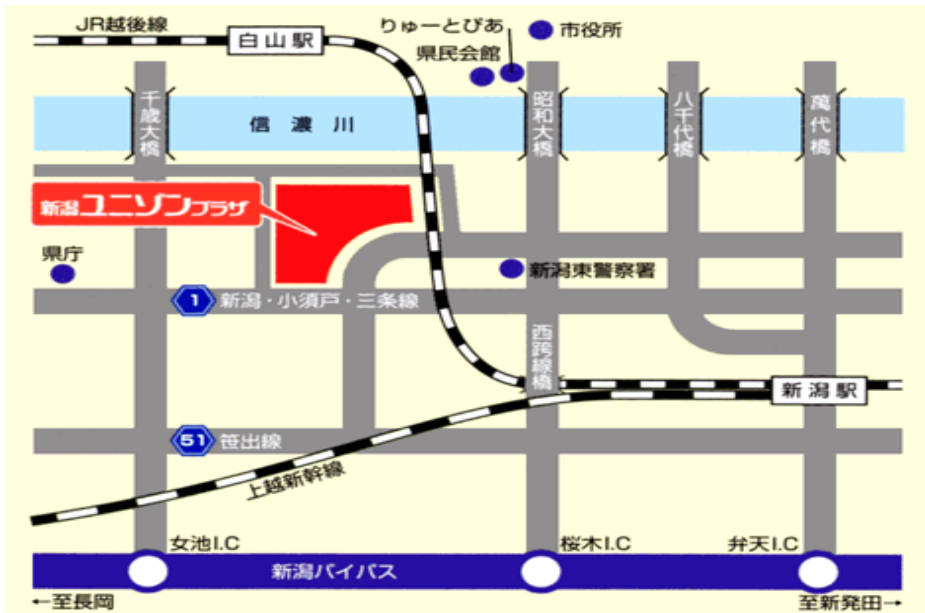 JR越後線
白山駅
りゅーとぴあ
県民会館
市役所
千歳大橋
信濃川
昭和大橋
八千代橋
萬代橋
新潟ユニゾンプラザ
県庁
新潟東警察署
1
新潟・小須戸・三条線
西跨線橋
新潟駅
51
笹出線
上越新幹線
女池I.C
桜木I.C
弁天I.C
新潟バイパス
←至長岡
至新発田→